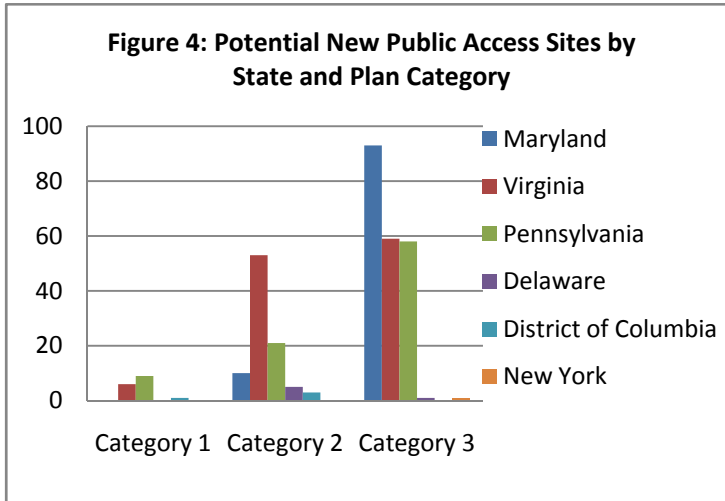 Figure 4: Potential New Public Access Sites by
State and Plan Category
100
80
60
40
20
0
Category 1 Category 2 Category 3
Maryland
Virginia
Pennsylvania
Delaware
District of Columbia
New York